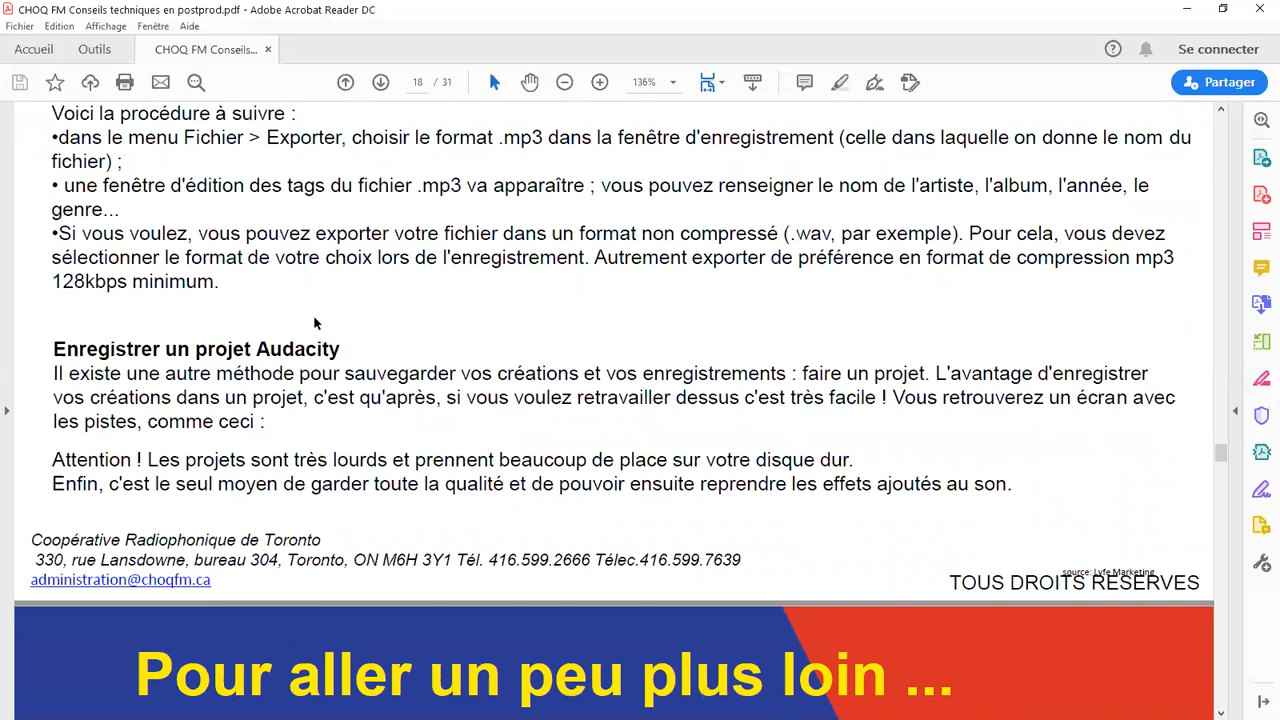 CHOQ FM Conseils techniques en postprod.pdf - Adobe Acrobat Reader DC
Fichier Edition Affichage Fenêtre Aide
Accueil Outils CHOQ FM Conseils... × Se connecter
18 / 31 136% Partager
Voici la procédure à suivre :
•dans le menu Fichier > Exporter, choisir le format .mp3 dans la fenêtre d'enregistrement (celle dans laquelle on donne le nom du
fichier) ;
• une fenêtre d'édition des tags du fichier .mp3 va apparaître ; vous pouvez renseigner le nom de l'artiste, l'album, l'année, le
genre...
•Si vous voulez, vous pouvez exporter votre fichier dans un format non compressé (.wav, par exemple). Pour cela, vous devez
sélectionner le format de votre choix lors de l'enregistrement. Autrement exporter de préférence en format de compression mp3
128kbps minimum.
Enregistrer un projet Audacity
Il existe une autre méthode pour sauvegarder vos créations et vos enregistrements : faire un projet. L'avantage d'enregistrer
vos créations dans un projet, c'est qu'après, si vous voulez retravailler dessus c'est très facile ! Vous retrouverez un écran avec
les pistes, comme ceci :
Attention ! Les projets sont très lourds et prennent beaucoup de place sur votre disque dur.
Enfin, c'est le seul moyen de garder toute la qualité et de pouvoir ensuite reprendre les effets ajoutés au son.
Coopérative Radiophonique de Toronto
330, rue Lansdowne, bureau 304, Toronto, ON M6H 3Y1 Tél. 416.599.2666 Télec.416.599.7639
administration@choqfm.ca
source: Lyfe Marketing
TOUS DROITS RÉSERVÉS
Pour aller un peu plus loin ...